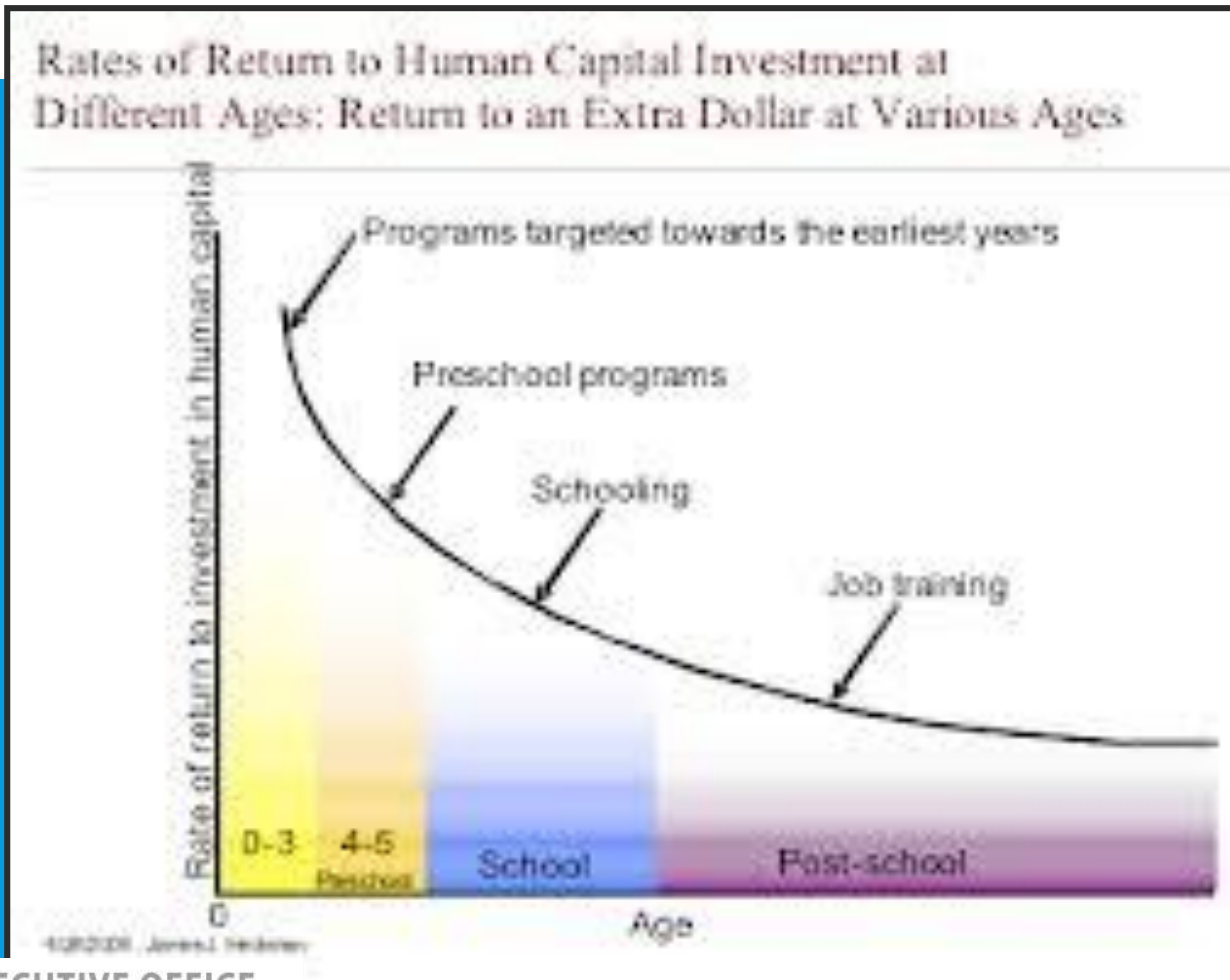 Rates of Return to Human Capital Investment at
Different Ages: Return to an Extra Dollar at Various Ages
Rate of return to investment in human capital
Programs targeted towards the earliest years
Preschool programs
Schooling
Job training
0-3
4-5
Preschool
School
Post-school
0
Age
James J. Heckman
EXECUTIVE OFFICE